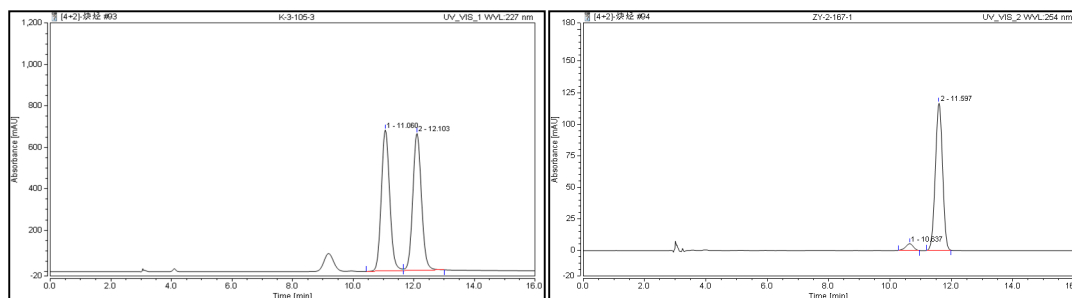 [4+2]-炔烃 #93 K-3-105-3 UV_VIS_1 WVL:227 nm
1,200
1,000
800
600
400
200
-20
Absorbance [mAU]
1 - 11.060
2 - 12.103
0.0 2.0 4.0 6.0 8.0 10.0 12.0 14.0 16.0
Time [min]
[4+2]-炔烃 #94 ZY-2-167-1 UV_VIS_2 WVL:254 nm
180
150
125
100
75
50
25
0
-20
Absorbance [mAU]
2 - 11.597
1 - 10.637
0.0 2.0 4.0 6.0 8.0 10.0 12.0 14.0 16.0
Time [min]